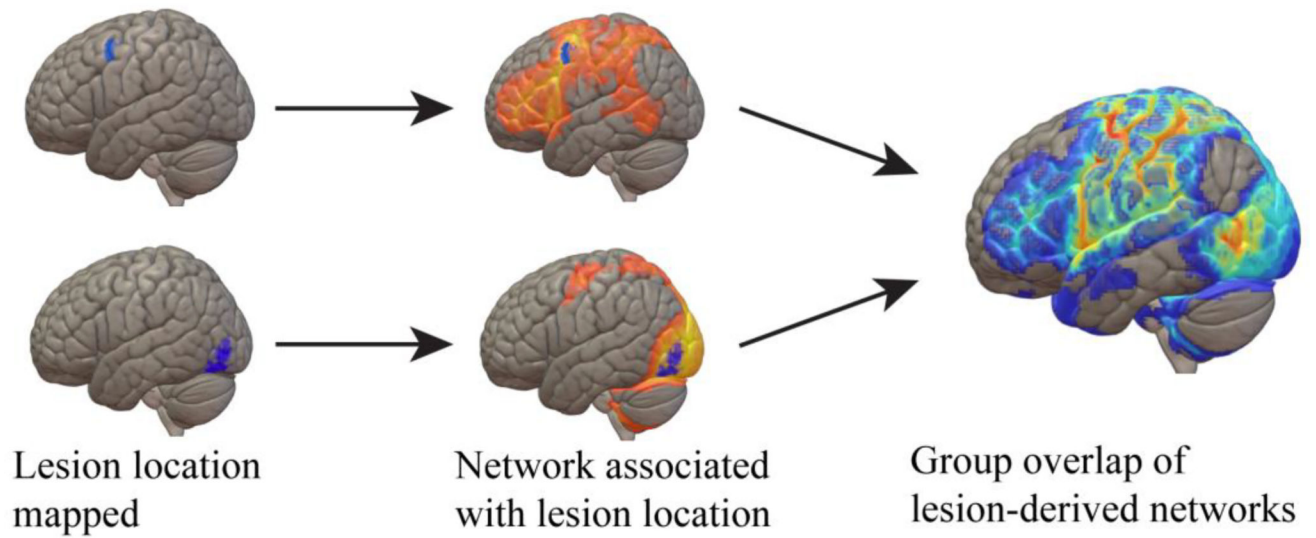 Lesion location
mapped
Network associated
with lesion location
Group overlap of
lesion-derived networks